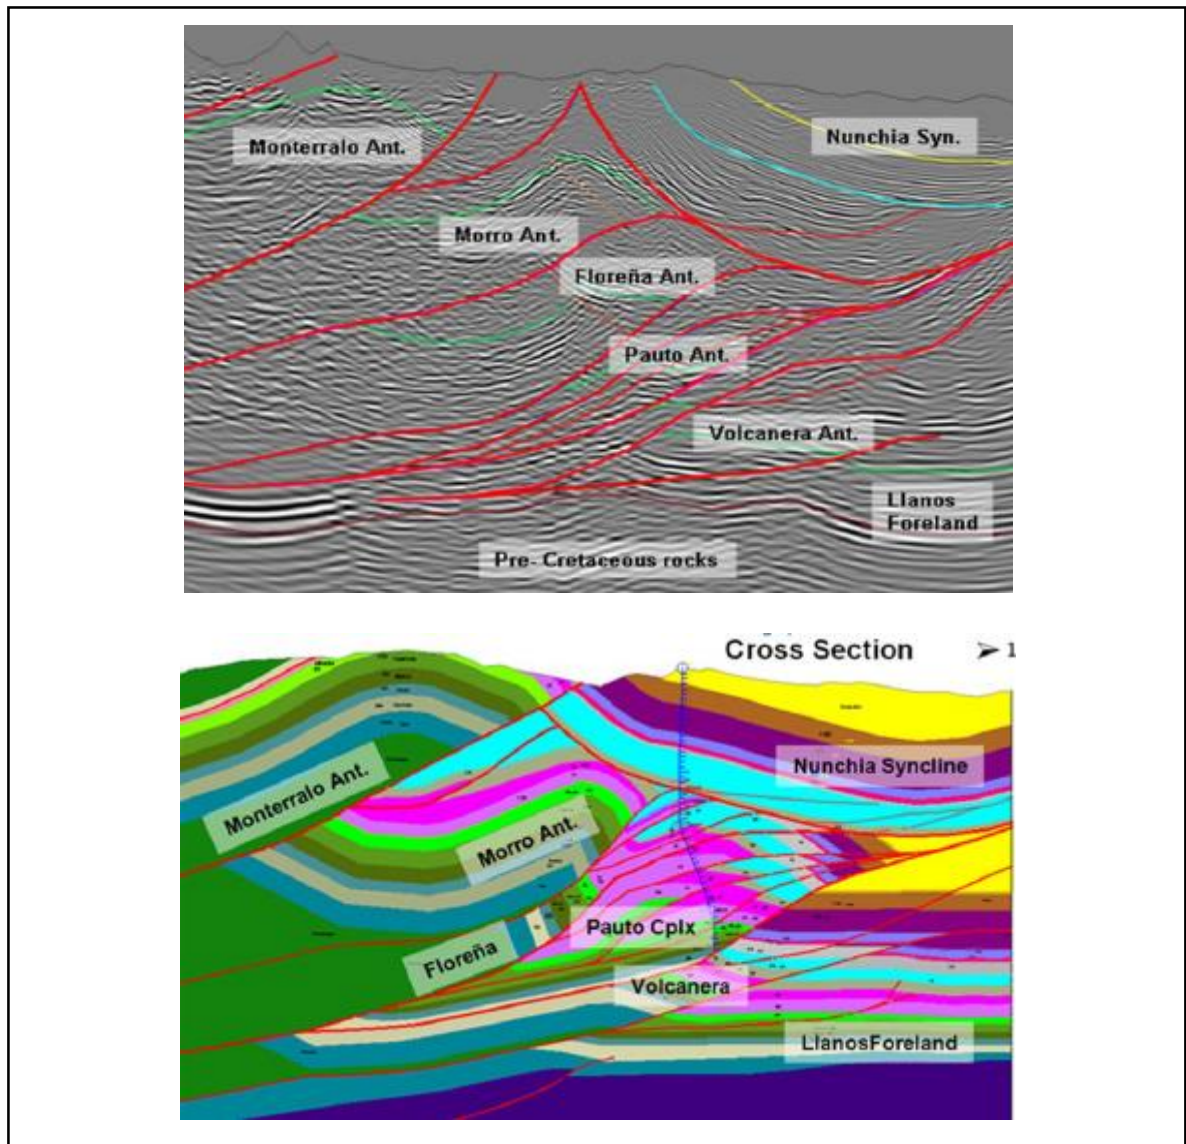 Monterralo Ant.
Nunchia Syn.
Morro Ant.
Floreña Ant.
Pauto Ant.
Volcanera Ant.
Llanos
Foreland
Pre- Cretaceous rocks
Cross Section
1
Nunchia Syncline
Monterralo Ant.
Morro Ant.
Pauto Cplx
Floreña
Volcanera
LlanosForeland